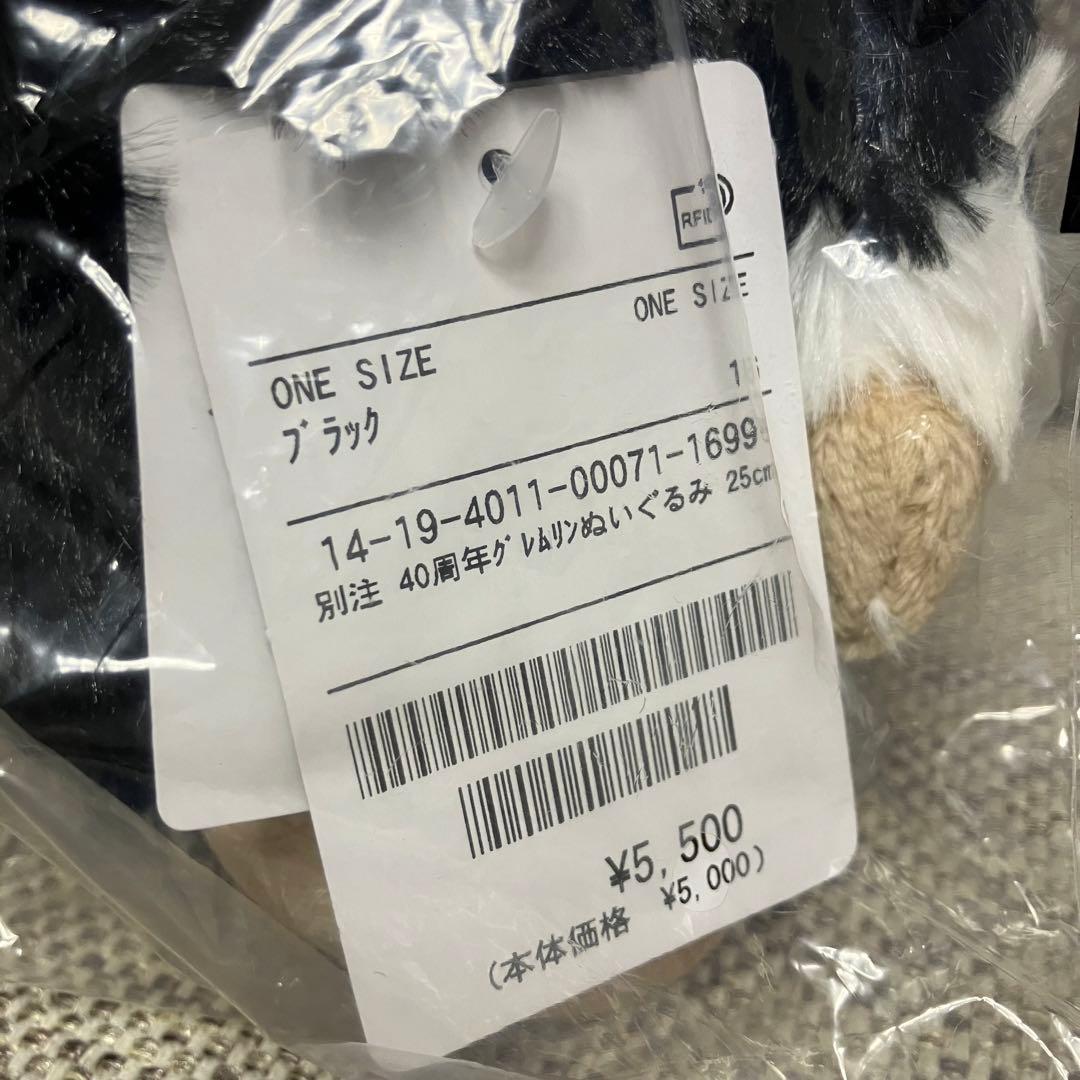 RFID
ONE SIZE
ONE SIZE
ブラック
14-19-4011-00071-1699
別注 40周年グレムリンぬいぐるみ 25cm
¥5,500
(本体価格 ¥5,000)